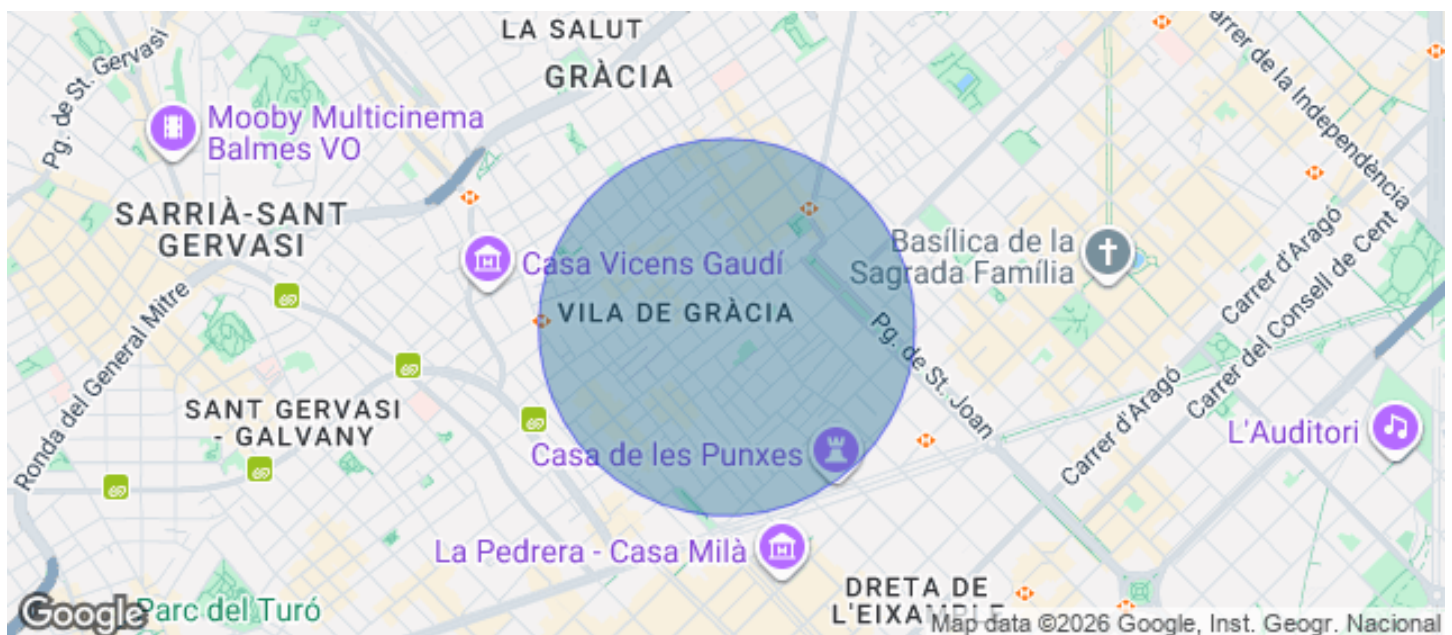 LA SALUT
GRÀCIA
Pg. de St. Gervasi
Mooby Multicinema
Balmes VO
Carrer de la Independència
SARRIÀ-SANT
GERVASI
Casa Vicens Gaudí
Basílica de la
Sagrada Família
Carrer d'Aragó
Carrer del Consell de Cent
VILA DE GRÀCIA
Ronda del General Mitre
Pg. de St. Joan
SANT GERVASI
- GALVANY
Carrer d'Aragó
Casa de les Punxes
L'Auditori
La Pedrera - Casa Milà
DRETA DE
L'EIXAMPLE
Google
Parc del Turó
Map data ©2026 Google, Inst. Geogr. Nacional